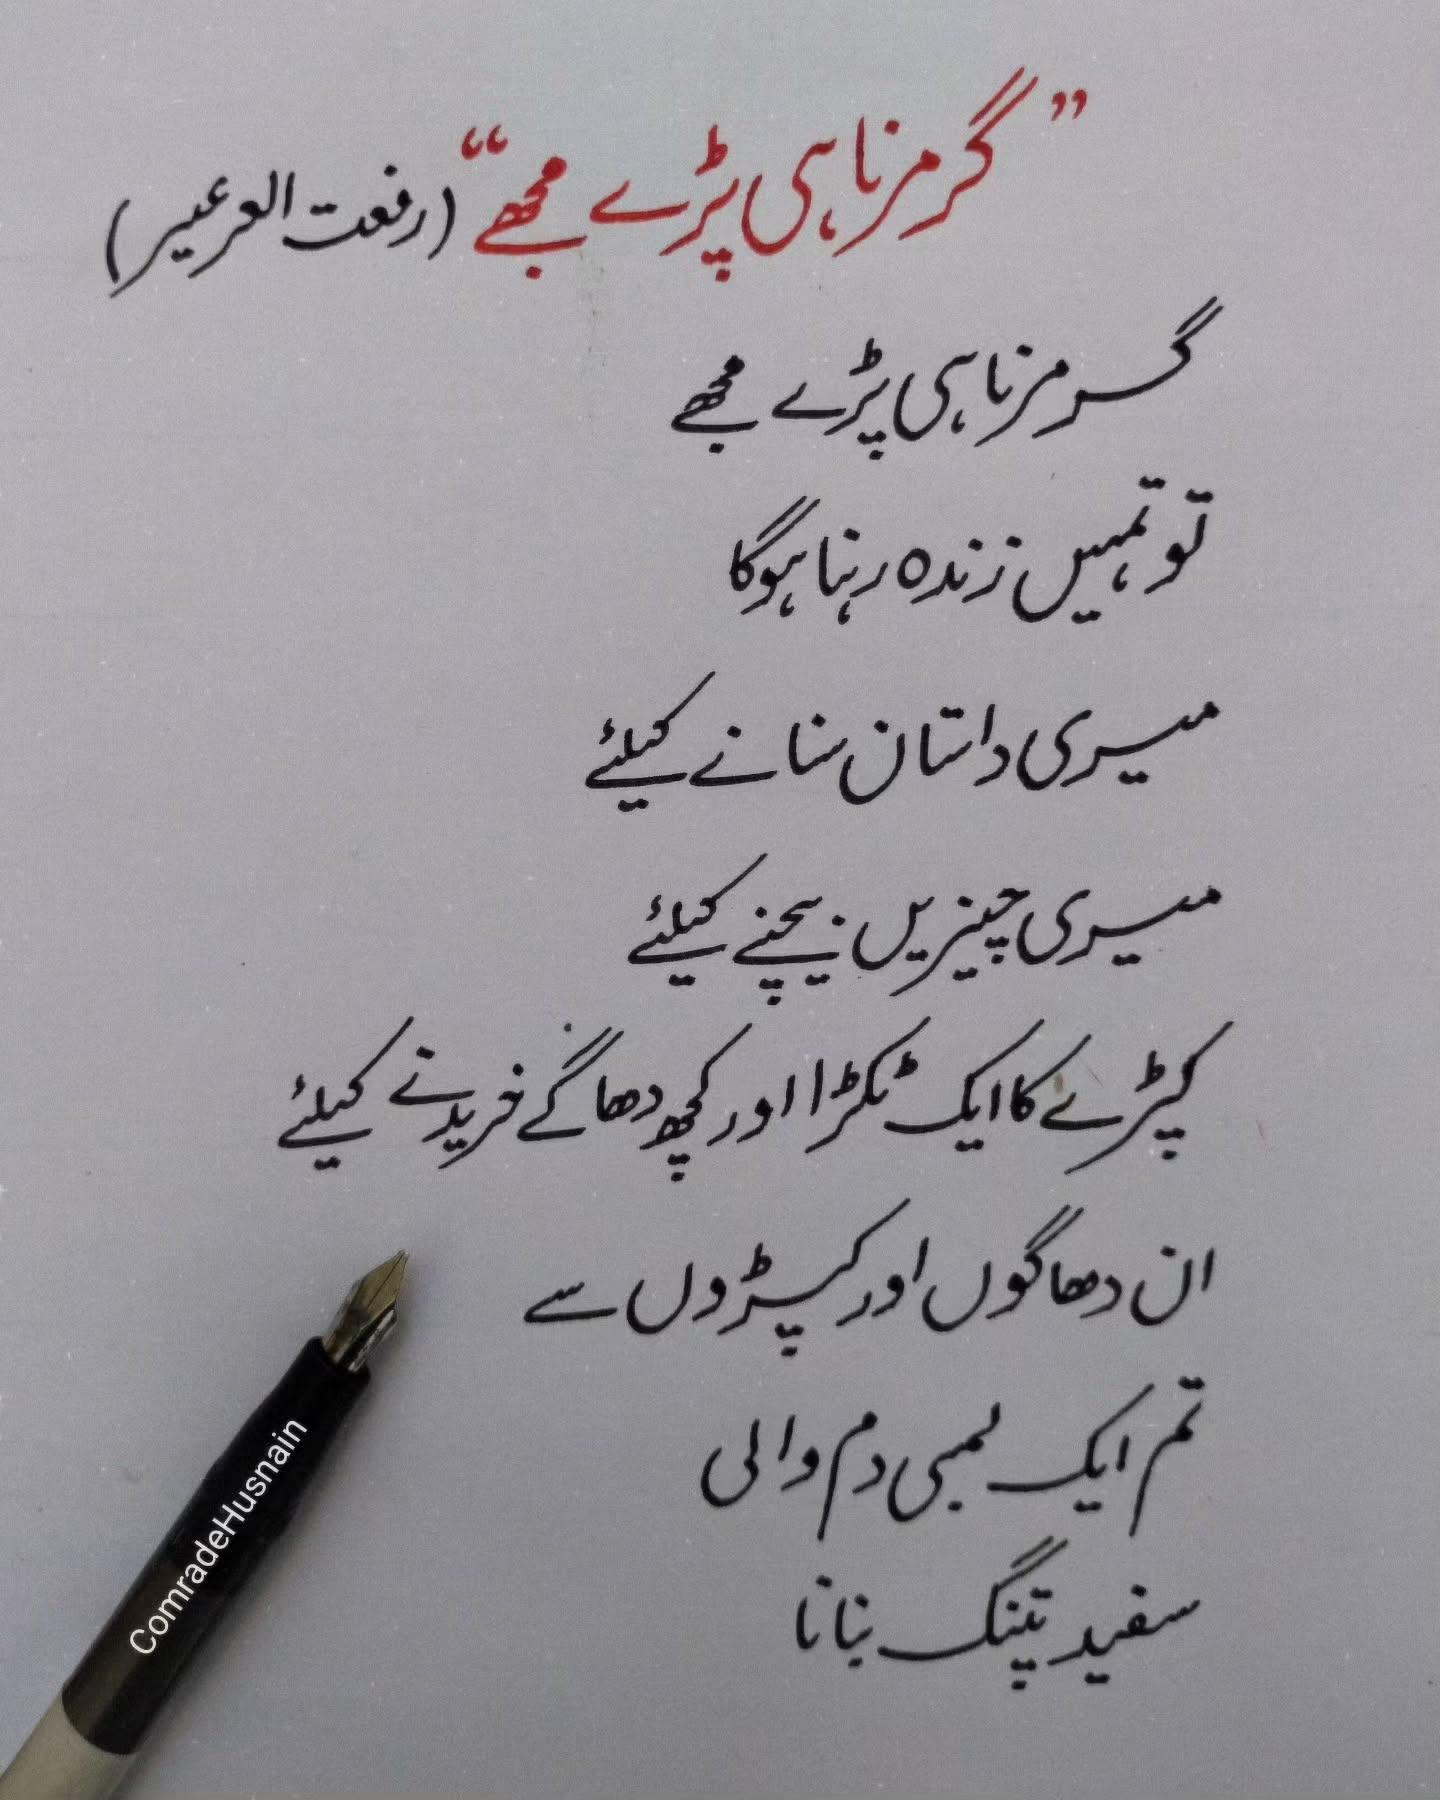 ”گر مرنا ہی پڑے مجھے“ (رفعت العرعیر)
گر مرنا ہی پڑے مجھے
تو تمہیں زندہ رہنا ہوگا
میری داستان سنانے کیلئے
میری چیزیں بیچنے کیلئے
کپڑے کا ایک ٹکڑا اور کچھ دھاگے خریدنے کیلئے
ان دھاگوں اور کپڑوں سے
تم ایک لمبی دم والی
سفید پتنگ بنانا
ComradeHusnain